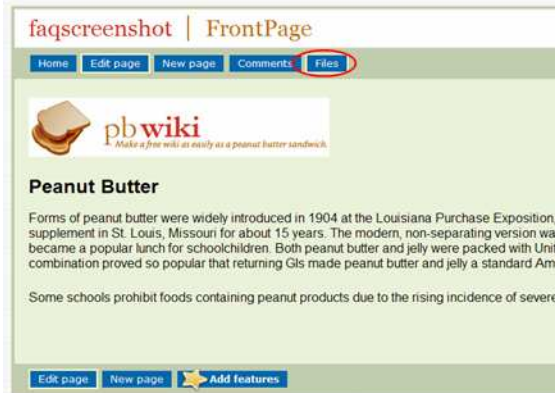 faqscreenshot | FrontPage
Home Edit page New page Comments Files
pbwiki
Make a free wiki as easily as a peanut butter sandwich.
Peanut Butter
Forms of peanut butter were widely introduced in 1904 at the Louisiana Purchase Exposition,
supplement in St. Louis, Missouri for about 15 years. The modern, non-separating version wa
became a popular lunch for schoolchildren. Both peanut butter and jelly were packed with Unit
combination proved so popular that returning GIs made peanut butter and jelly a standard Am
Some schools prohibit foods containing peanut products due to the rising incidence of severe
Edit page New page Add features